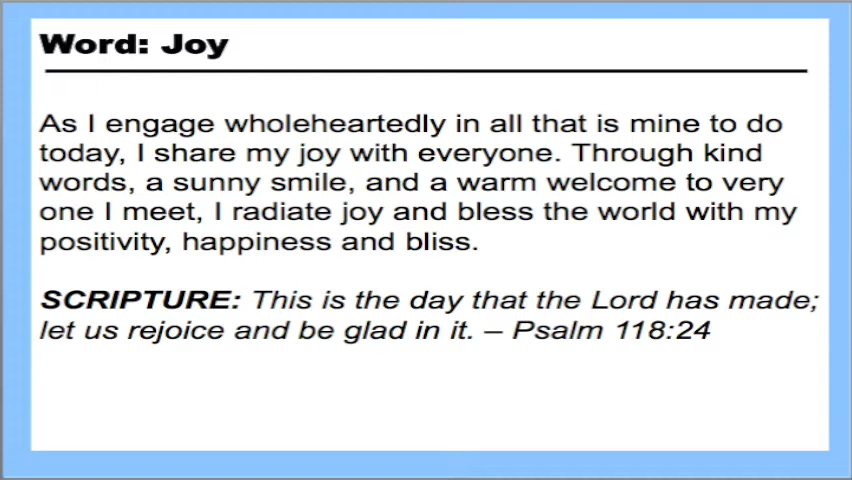 Word: Joy
As I engage wholeheartedly in all that is mine to do
today, I share my joy with everyone. Through kind
words, a sunny smile, and a warm welcome to very
one I meet, I radiate joy and bless the world with my
positivity, happiness and bliss.
SCRIPTURE: This is the day that the Lord has made;
let us rejoice and be glad in it. – Psalm 118:24